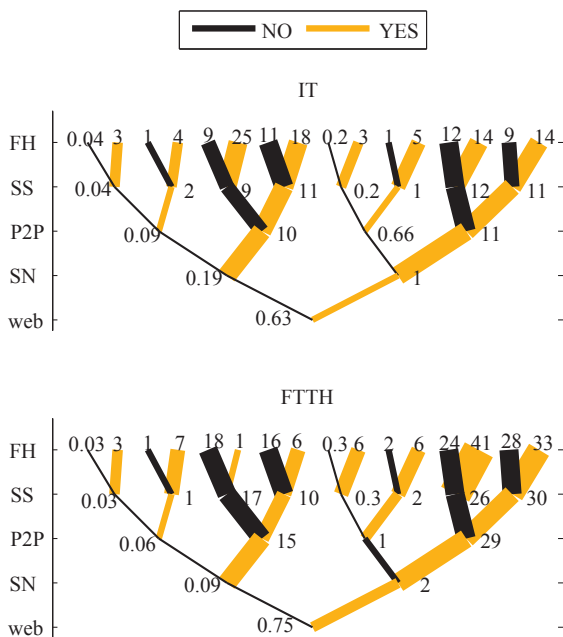 NO YES
IT
FH 0.04 3 1 4 9 25 11 18 0.2 3 1 5 12 14 9 14
SS 0.04 2 9 11 0.2 1 12 11
P2P 0.09 10 0.66 11
SN 0.19 1
web 0.63
FTTH
FH 0.03 3 1 7 18 1 16 6 0.3 6 2 6 24 41 28 33
SS 0.03 1 17 10 0.3 2 26 30
P2P 0.06 15 1 29
SN 0.09 2
web 0.75